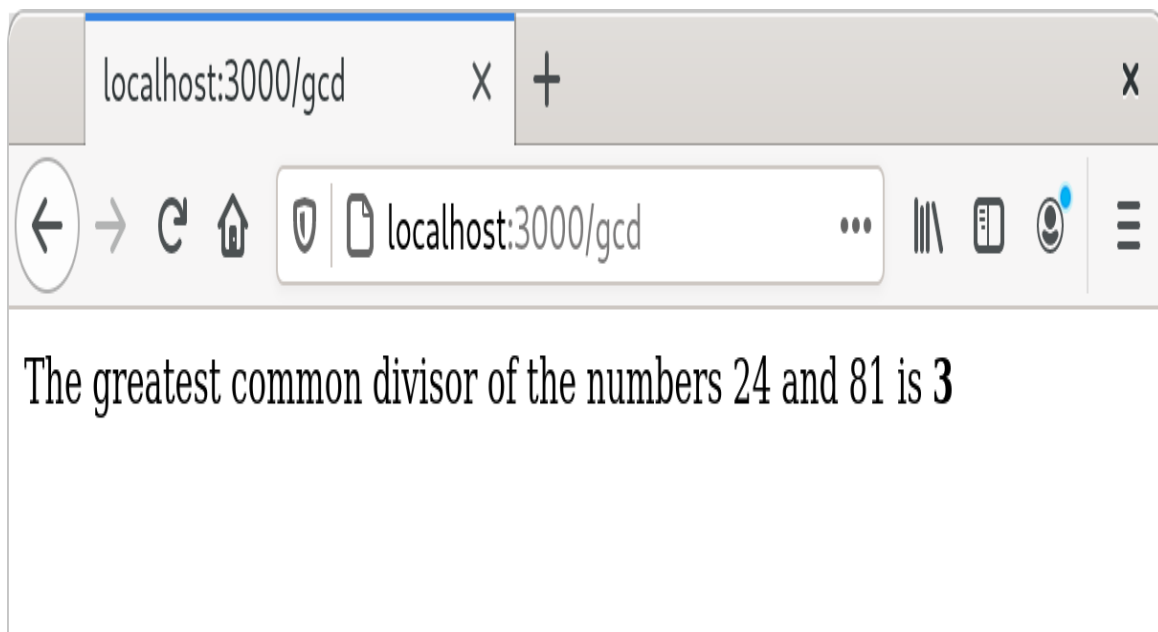 localhost:3000/gcd
localhost:3000/gcd
The greatest common divisor of the numbers 24 and 81 is 3